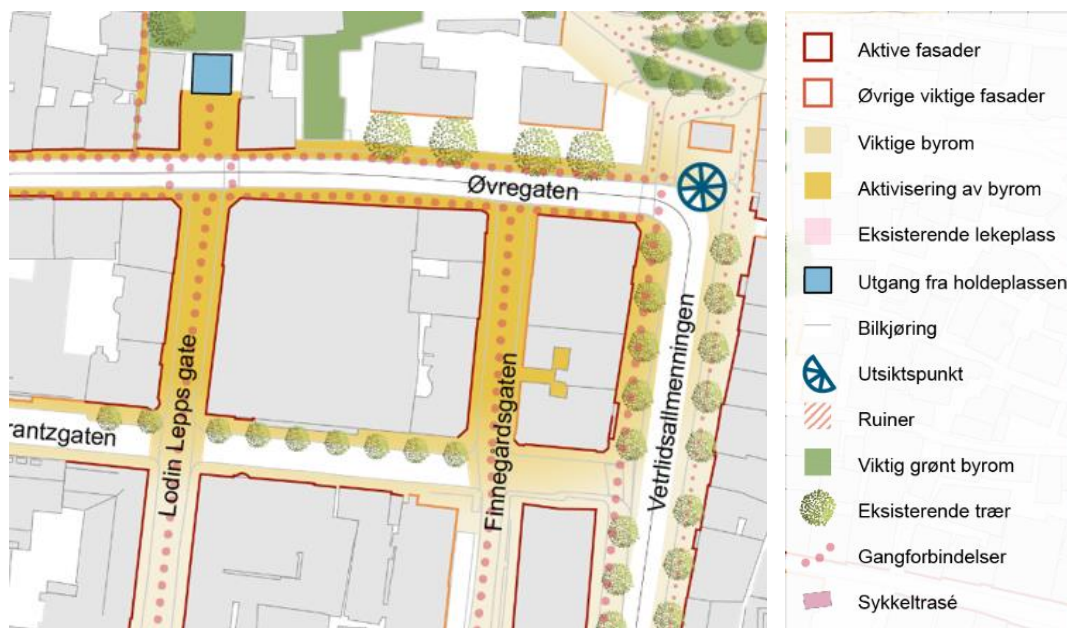 Øvregaten
rantzgaten
Lodin Lepps gate
Finnegårdsgaten
Vetrlidsallmenningen
Aktive fasader
Øvrige viktige fasader
Viktige byrom
Aktivisering av byrom
Eksisterende lekeplass
Utgang fra holdeplassen
Bilkjøring
Utsiktspunkt
Ruiner
Viktig grønt byrom
Eksisterende trær
Gangforbindelser
Sykkeltrasé